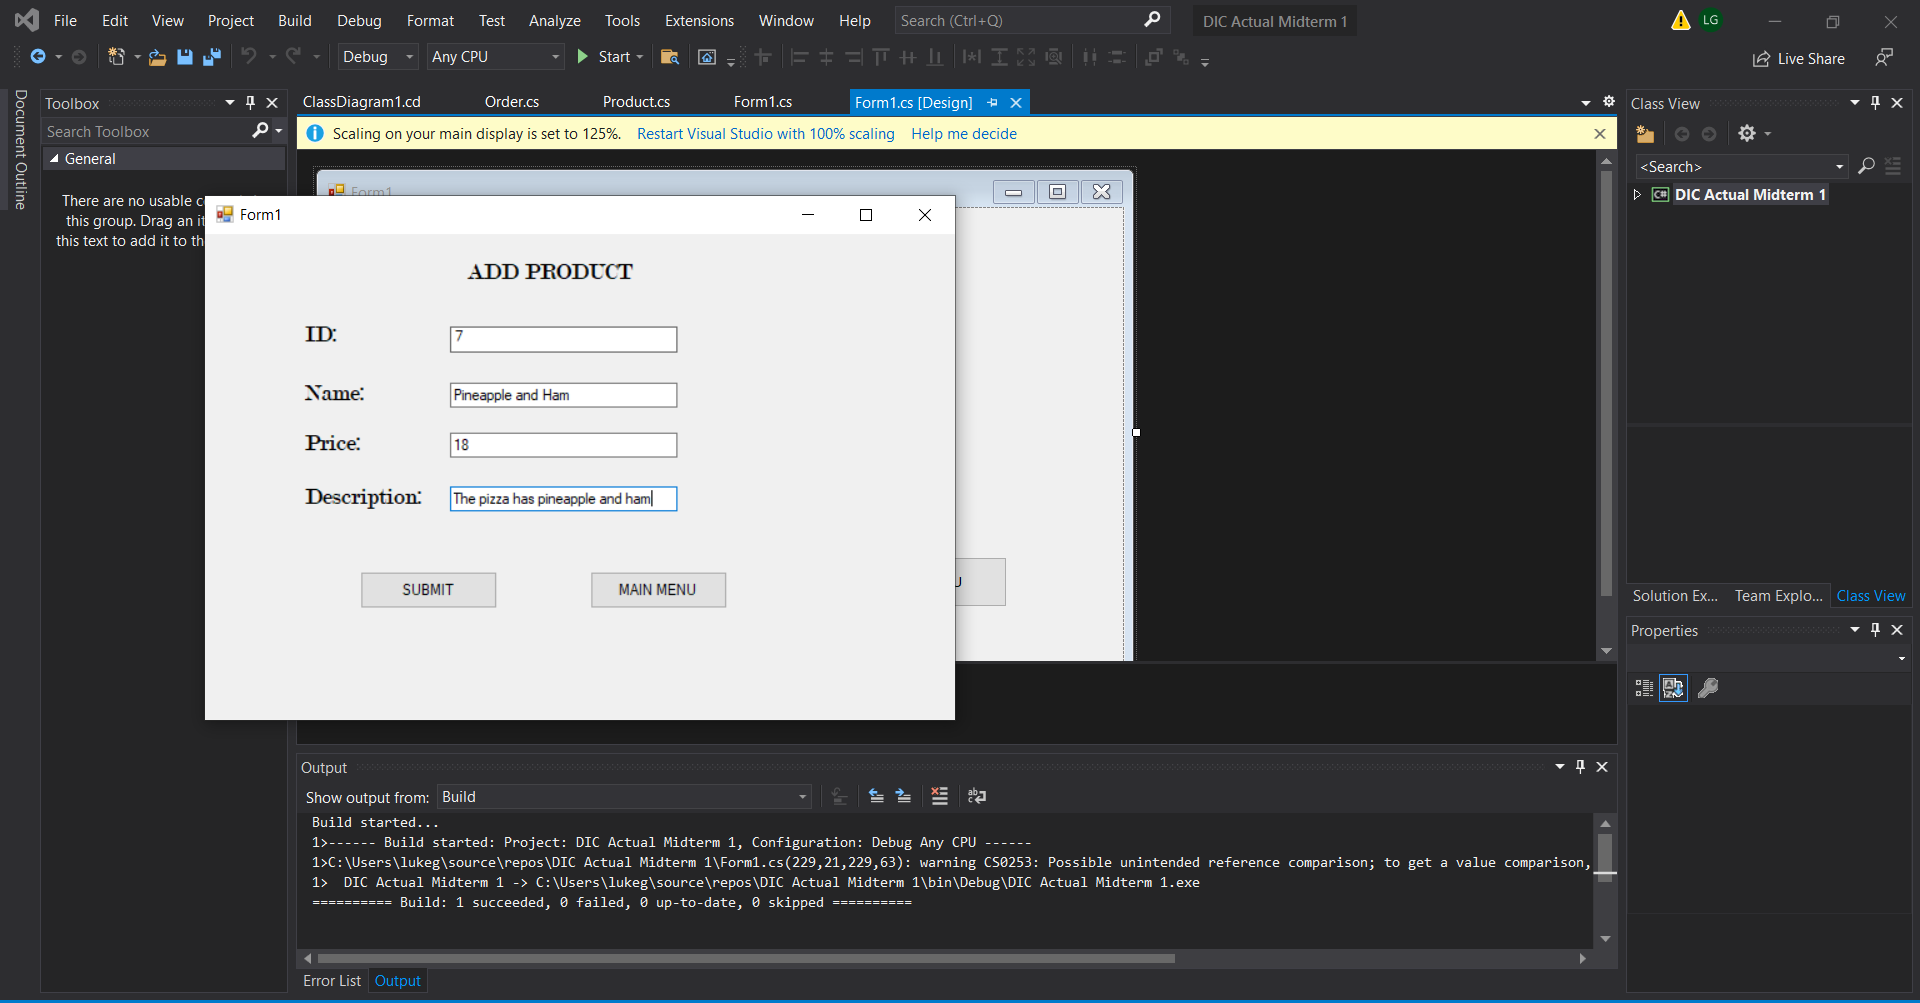 File Edit View Project Build Debug Format Test Analyze Tools Extensions Window Help Search (Ctrl+Q) DIC Actual Midterm 1 LG
Debug Any CPU Start Live Share
Document Outline
Toolbox
Search Toolbox
General
There are no usable
this group. Drag an
this text to add it to
ClassDiagram1.cd Order.cs Product.cs Form1.cs Form1.cs [Design]
Scaling on your main display is set to 125%. Restart Visual Studio with 100% scaling Help me decide
Form1
Form1
ADD PRODUCT
ID: 7
Name: Pineapple and Ham
Price: 18
Description: The pizza has pineapple and ham
SUBMIT MAIN MENU
Class View
<Search>
DIC Actual Midterm 1
Solution Ex... Team Explo... Class View
Properties
Output
Show output from: Build
Build started...
1>------ Build started: Project: DIC Actual Midterm 1, Configuration: Debug Any CPU ------
1>C:\Users\lukeg\source\repos\DIC Actual Midterm 1\Form1.cs(229,21,229,63): warning CS0253: Possible unintended reference comparison; to get a value comparison,
1>  DIC Actual Midterm 1 -> C:\Users\lukeg\source\repos\DIC Actual Midterm 1\bin\Debug\DIC Actual Midterm 1.exe
========== Build: 1 succeeded, 0 failed, 0 up-to-date, 0 skipped ==========
Error List Output